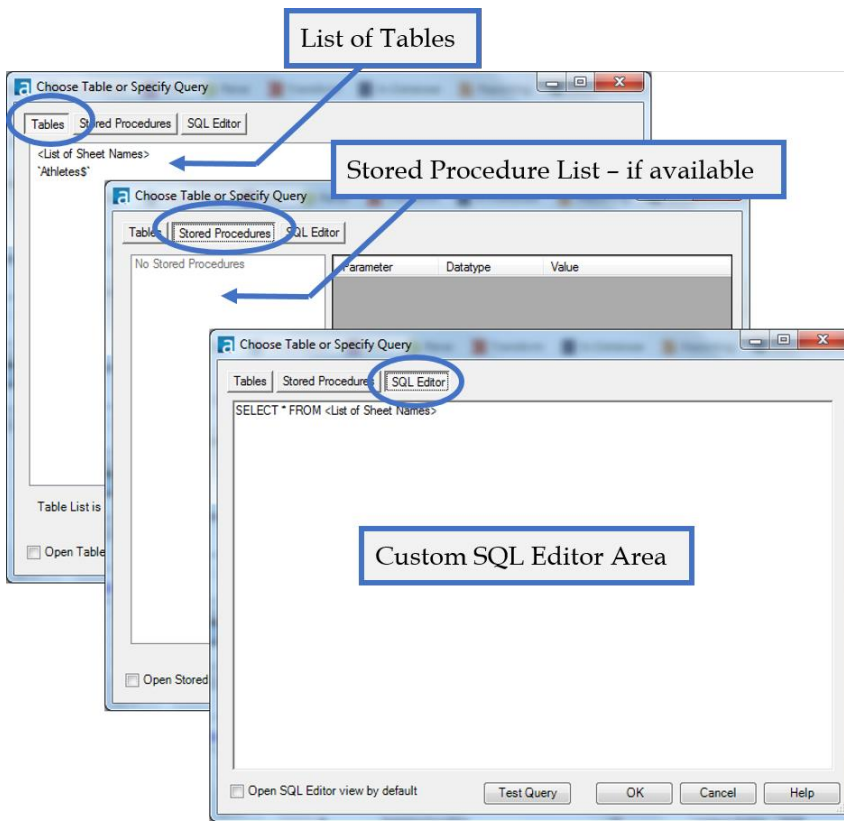 List of Tables
Choose Table or Specify Query
Tables Stored Procedures SQL Editor
<List of Sheet Names>
`Athletes$`
Table List is
Open Table
Stored Procedure List – if available
Choose Table or Specify Query
Tables Stored Procedures SQL Editor
No Stored Procedures
Parameter Datatype Value
Open Stored
Choose Table or Specify Query
Tables Stored Procedures SQL Editor
SELECT * FROM <List of Sheet Names>
Custom SQL Editor Area
Open SQL Editor view by default Test Query OK Cancel Help